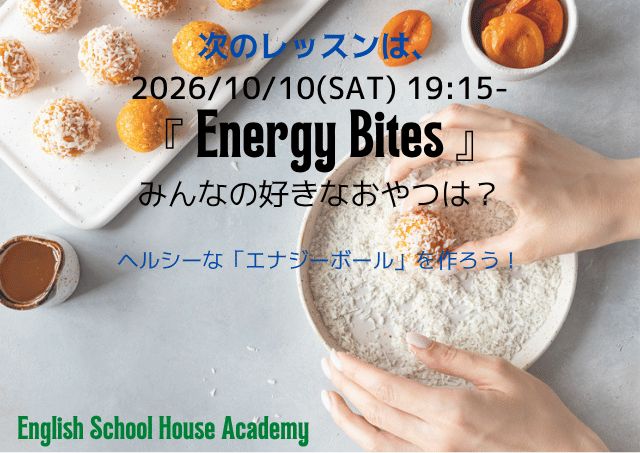 次のレッスンは、
2026/10/10(SAT) 19:15-
『 Energy Bites 』
みんなの好きなおやつは？
ヘルシーな「エナジーボール」を作ろう！
English School House Academy